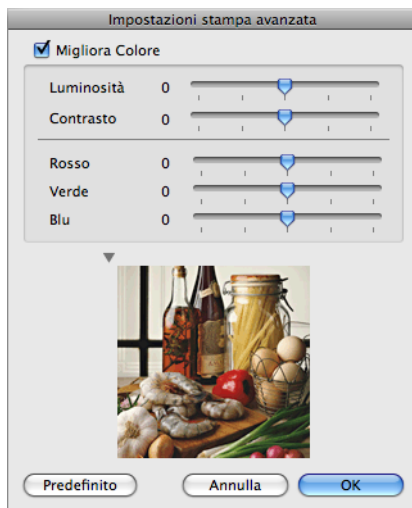 Impostazioni stampa avanzata
Migliora Colore
Luminosità 0
Contrasto 0
Rosso 0
Verde 0
Blu 0
Predefinito Annulla OK